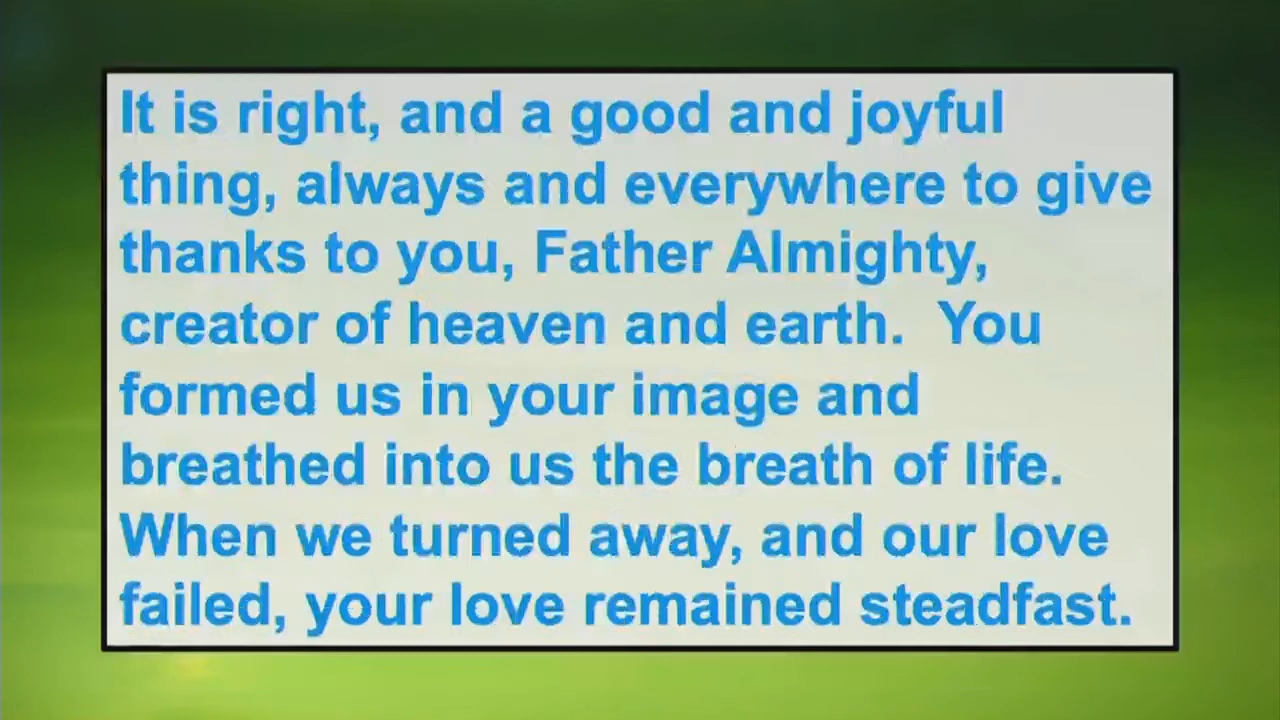 It is right, and a good and joyful
thing, always and everywhere to give
thanks to you, Father Almighty,
creator of heaven and earth.  You
formed us in your image and
breathed into us the breath of life.
When we turned away, and our love
failed, your love remained steadfast.